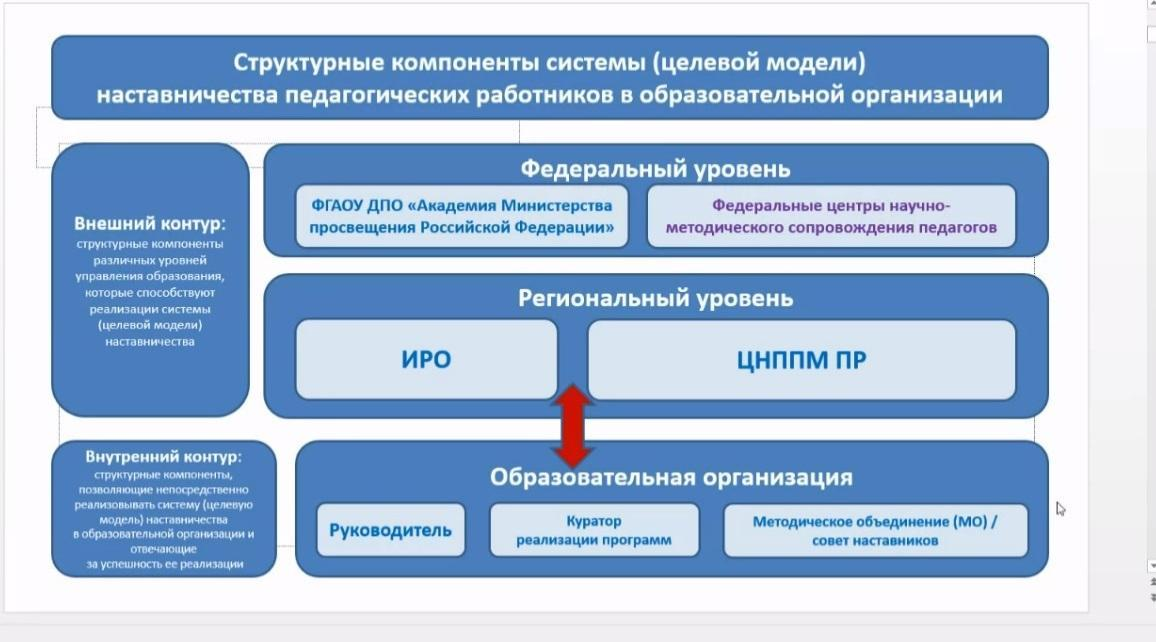 Структурные компоненты системы (целевой модели)
наставничества педагогических работников в образовательной организации
Внешний контур:
структурные компоненты
различных уровней
управления образования,
которые способствуют
реализации системы
(целевой модели)
наставничества
Федеральный уровень
ФГАОУ ДПО «Академия Министерства
просвещения Российской Федерации»
Федеральные центры научно-
методического сопровождения педагогов
Региональный уровень
ИРО
ЦНППМ ПР
Внутренний контур:
структурные компоненты,
позволяющие непосредственно
реализовывать систему (целевую
модель) наставничества
в образовательной организации и
отвечающие
за успешность ее реализации
Образовательная организация
Руководитель
Куратор
реализации программ
Методическое объединение (МО) /
совет наставников